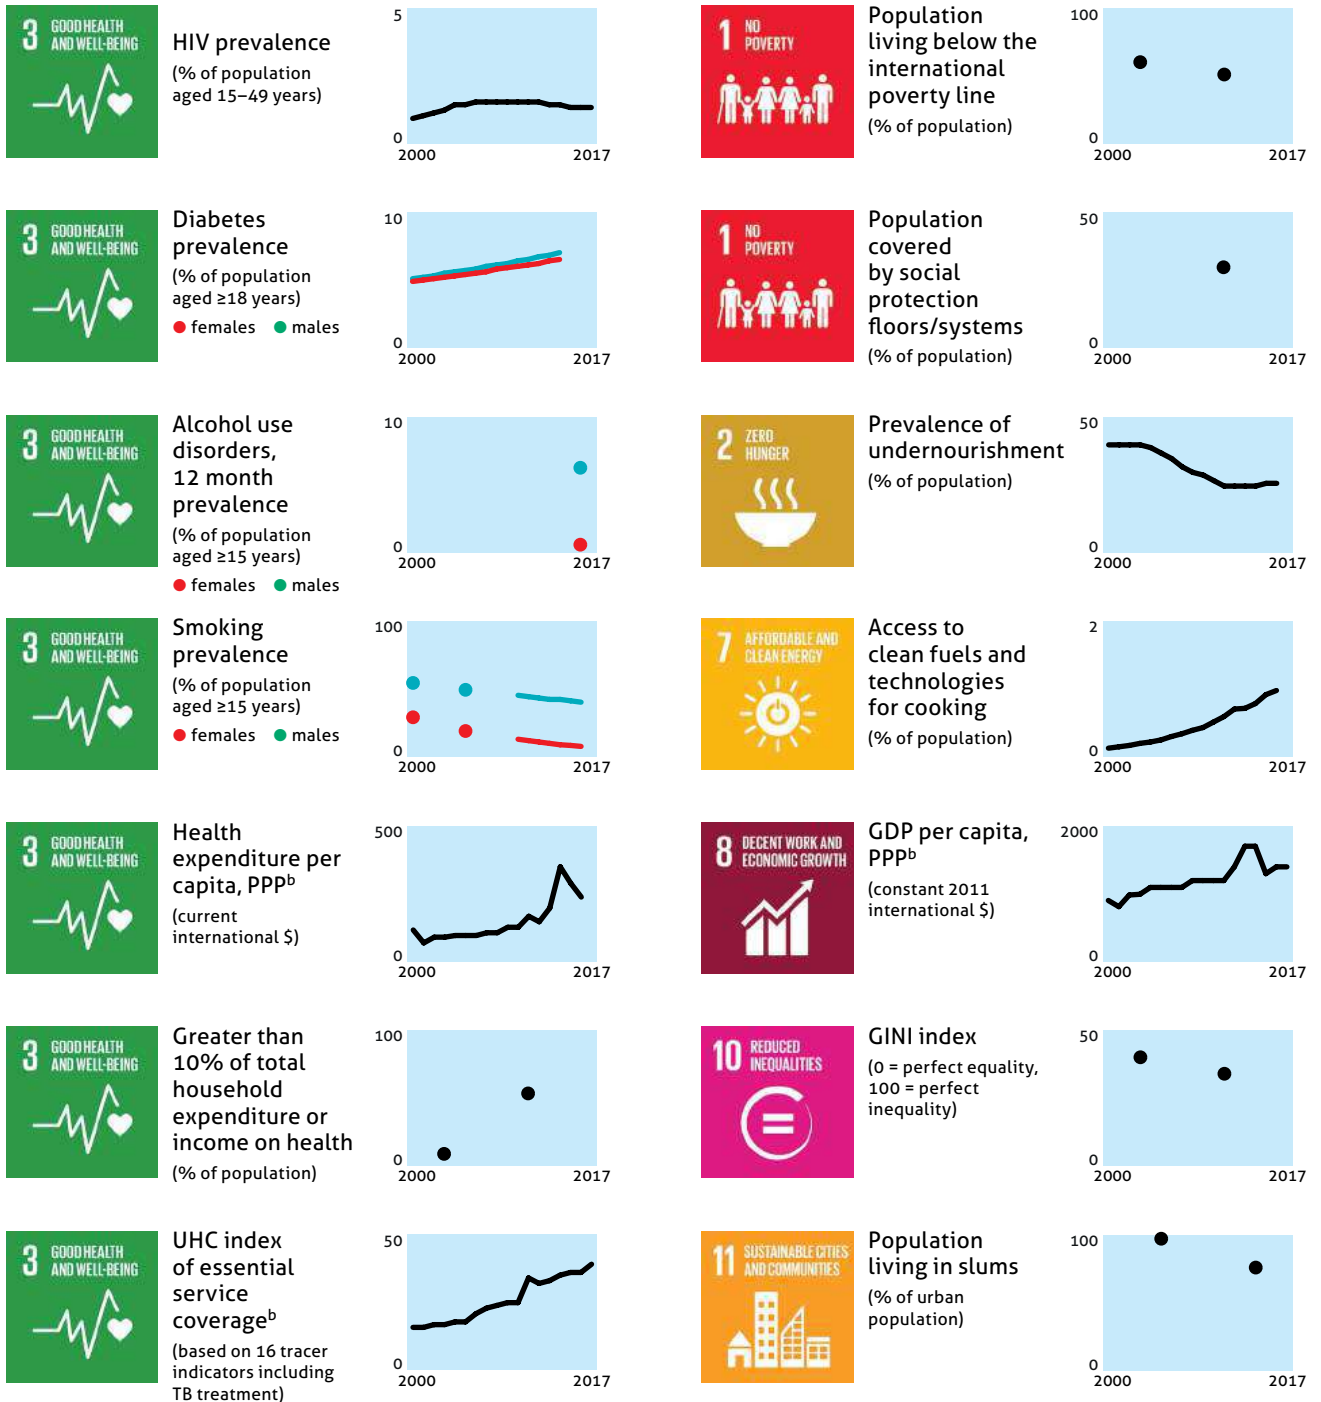 3 GOOD HEALTH
AND WELL-BEING
HIV prevalence
(% of population
aged 15–49 years)
5
0
2000 2017
3 GOOD HEALTH
AND WELL-BEING
Diabetes
prevalence
(% of population
aged ≥18 years)
females males
10
0
2000 2017
3 GOOD HEALTH
AND WELL-BEING
Alcohol use
disorders,
12 month
prevalence
(% of population
aged ≥15 years)
females males
10
0
2000 2017
3 GOOD HEALTH
AND WELL-BEING
Smoking
prevalence
(% of population
aged ≥15 years)
females males
100
0
2000 2017
3 GOOD HEALTH
AND WELL-BEING
Health
expenditure per
capita, PPPᵇ
(current
international $)
500
0
2000 2017
3 GOOD HEALTH
AND WELL-BEING
Greater than
10% of total
household
expenditure or
income on health
(% of population)
100
0
2000 2017
3 GOOD HEALTH
AND WELL-BEING
UHC index
of essential
service
coverageᵇ
(based on 16 tracer
indicators including
TB treatment)
50
0
2000 2017
1 NO
POVERTY
Population
living below the
international
poverty line
(% of population)
100
0
2000 2017
1 NO
POVERTY
Population
covered
by social
protection
floors/systems
(% of population)
50
0
2000 2017
2 ZERO
HUNGER
Prevalence of
undernourishment
(% of population)
50
0
2000 2017
7 AFFORDABLE AND
CLEAN ENERGY
Access to
clean fuels and
technologies
for cooking
(% of population)
2
0
2000 2017
8 DECENT WORK AND
ECONOMIC GROWTH
GDP per capita,
PPPᵇ
(constant 2011
international $)
2000
0
2000 2017
10 REDUCED
INEQUALITIES
GINI index
(0 = perfect equality,
100 = perfect
inequality)
50
0
2000 2017
11 SUSTAINABLE CITIES
AND COMMUNITIES
Population
living in slums
(% of urban
population)
100
0
2000 2017